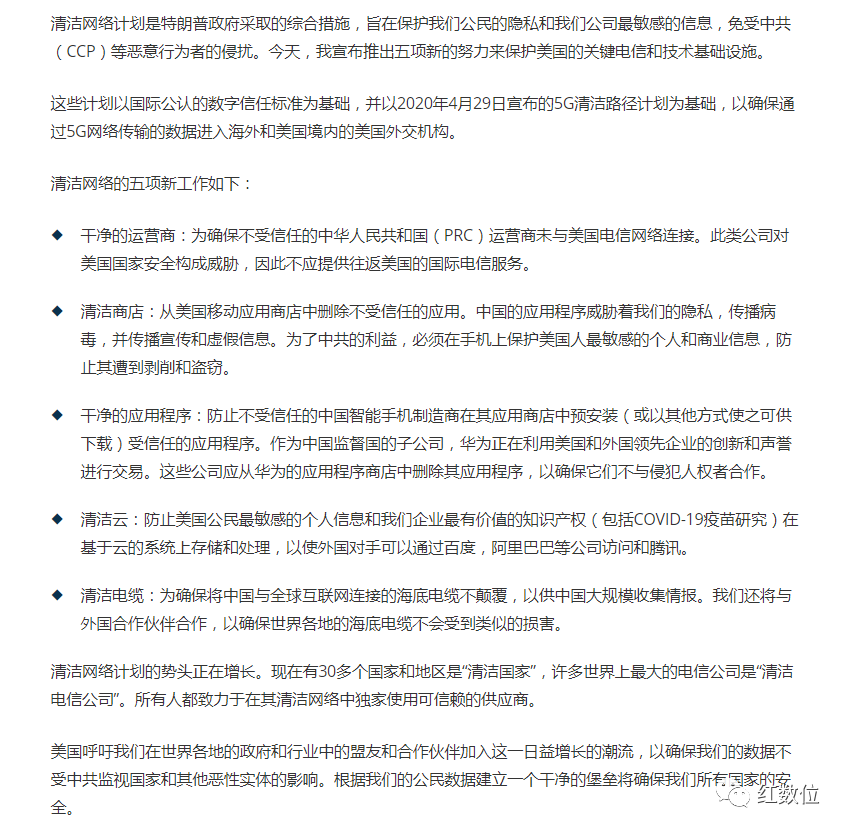 清洁网络计划是特朗普政府采取的综合措施，旨在保护我们公民的隐私和我们公司最敏感的信息，免受中共
（CCP）等恶意行为者的侵扰。今天，我宣布推出五项新的努力来保护美国的关键电信和技术基础设施。
这些计划以国际公认的数字信任标准为基础，并以2020年4月29日宣布的5G清洁路径计划为基础，以确保通
过5G网络传输的数据进入海外和美国境内的美国外交机构。
清洁网络的五项新工作如下：
◆ 干净的运营商：为确保不受信任的中华人民共和国（PRC）运营商未与美国电信网络连接。此类公司对
美国国家安全构成威胁，因此不应提供往返美国的国际电信服务。
◆ 清洁商店：从美国移动应用商店中删除不受信任的应用。中国的应用程序威胁着我们的隐私，传播病
毒，并传播宣传和虚假信息。为了中共的利益，必须在手机上保护美国人最敏感的个人和商业信息，防
止其遭到剥削和盗窃。
◆ 干净的应用程序：防止不受信任的中国智能手机制造商在其应用商店中预安装（或以其他方式使之可供
下载）受信任的应用程序。作为中国监督国的子公司，华为正在利用美国和外国领先企业的创新和声誉
进行交易。这些公司应从华为的应用程序商店中删除其应用程序，以确保它们不与侵犯人权者合作。
◆ 清洁云：防止美国公民最敏感的个人信息和我们企业最有价值的知识产权（包括COVID-19疫苗研究）在
基于云的系统上存储和处理，以使外国对手可以通过百度，阿里巴巴等公司访问和腾讯。
◆ 清洁电缆：为确保将中国与全球互联网连接的海底电缆不颠覆，以供中国大规模收集情报。我们还将与
外国合作伙伴合作，以确保世界各地的海底电缆不会受到类似的损害。
清洁网络计划的势头正在增长。现在有30多个国家和地区是“清洁国家”，许多世界上最大的电信公司是“清洁
电信公司”。所有人都致力于在其清洁网络中独家使用可信赖的供应商。
美国呼吁我们在世界各地的政府和行业中的盟友和合作伙伴加入这一日益增长的潮流，以确保我们的数据不
受中共监视国家和其他恶性实体的影响。根据我们的公民数据建立一个干净的堡垒将确保我们所有国家的安
全。
红数位